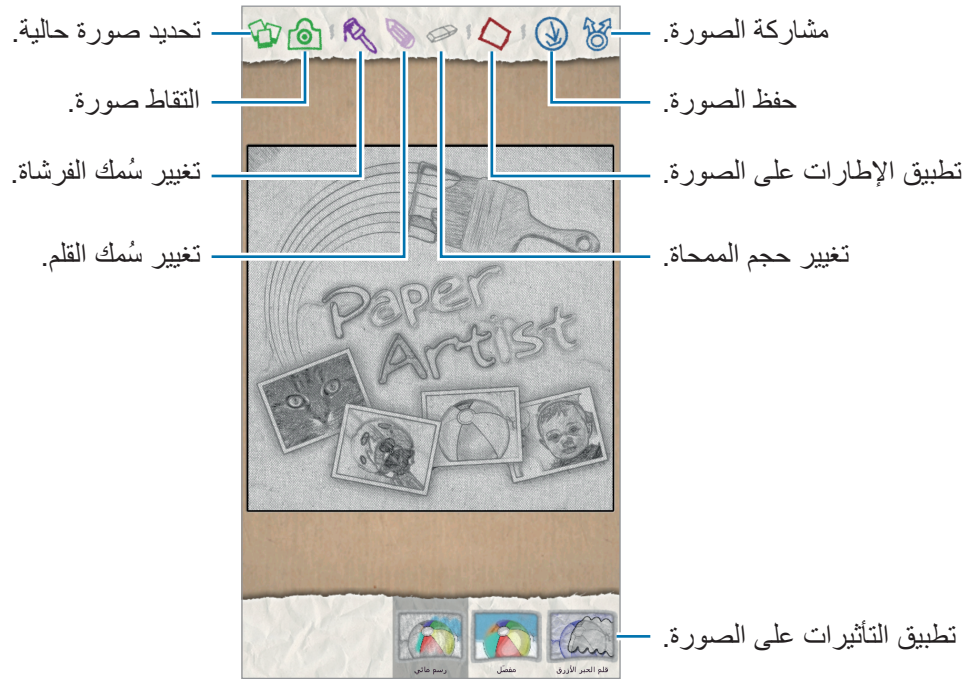 مشاركة الصورة.
تحديد صورة حالية.
حفظ الصورة.
التقاط صورة.
تطبيق الإطارات على الصورة.
تغيير سُمك الفرشاة.
تغيير حجم الممحاة.
تغيير سُمك القلم.
Paper
Artist
تطبيق التأثيرات على الصورة.
قلم الحبر الأزرق
مفصل
رسم مائي